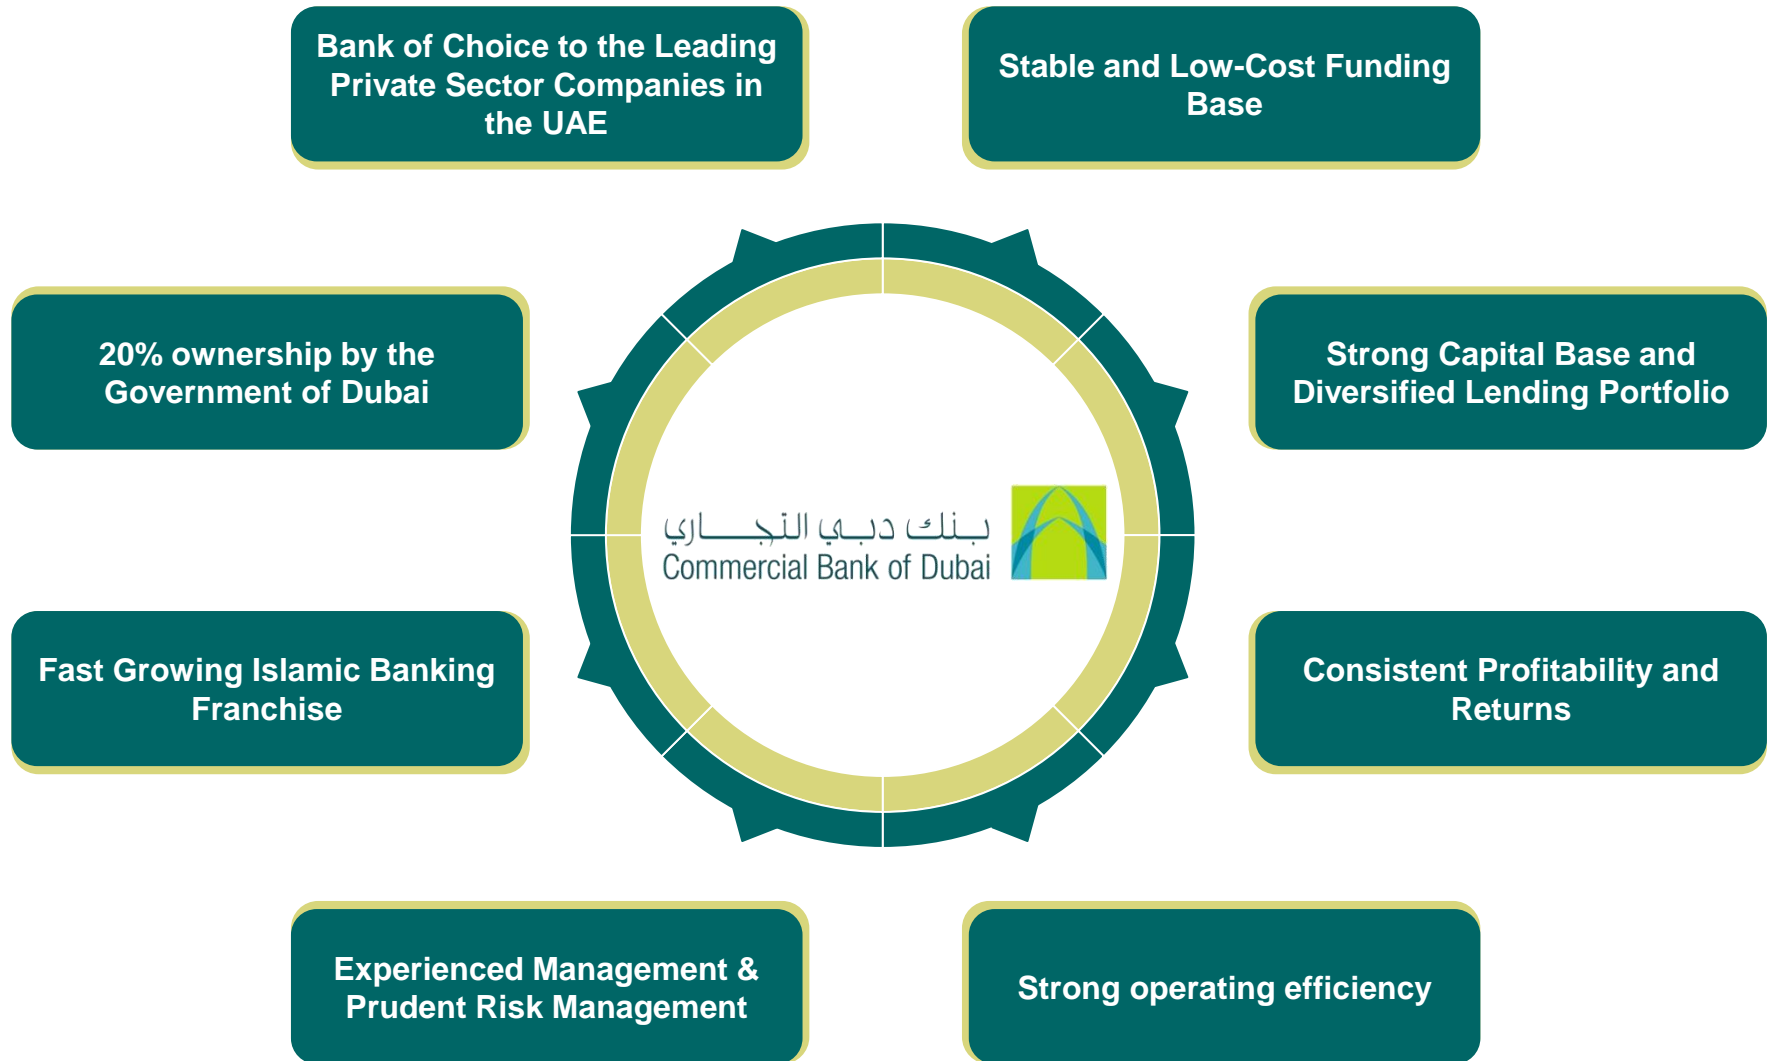 Bank of Choice to the Leading
Private Sector Companies in
the UAE
Stable and Low-Cost Funding
Base
20% ownership by the
Government of Dubai
Strong Capital Base and
Diversified Lending Portfolio
بنك دبي التجاري
Commercial Bank of Dubai
Fast Growing Islamic Banking
Franchise
Consistent Profitability and
Returns
Experienced Management &
Prudent Risk Management
Strong operating efficiency